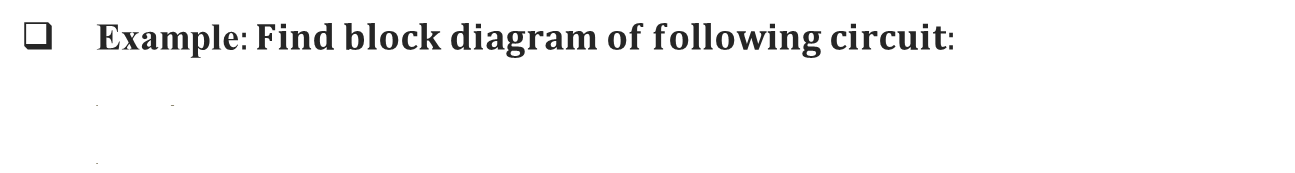 ❑ Example: Find block diagram of following circuit: